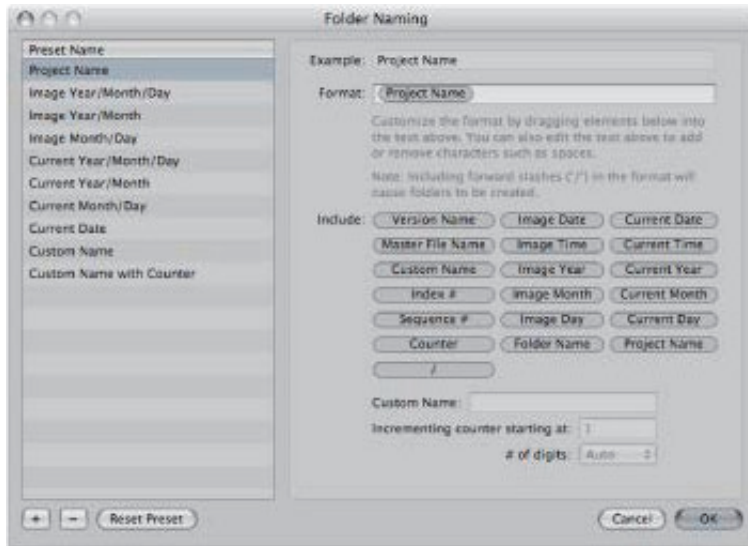 Folder Naming
Preset Name
Project Name
Image Year/Month/Day
Image Year/Month
Image Month/Day
Current Year/Month/Day
Current Year/Month
Current Month/Day
Current Date
Custom Name
Custom Name with Counter
+
-
Reset Preset
Example: Project Name
Format: Project Name
Customize the format by dragging elements below into
the text above. You can also edit the text above to add
or remove characters such as spaces.
Note: Including forward slashes ('/') in the format will
cause folders to be created.
Include: Version Name Image Date Current Date
Master File Name Image Time Current Time
Custom Name Image Year Current Year
Index # Image Month Current Month
Sequence # Image Day Current Day
Counter Folder Name Project Name
/
Custom Name:
Incrementing counter starting at: 1
# of digits: Auto
Cancel OK